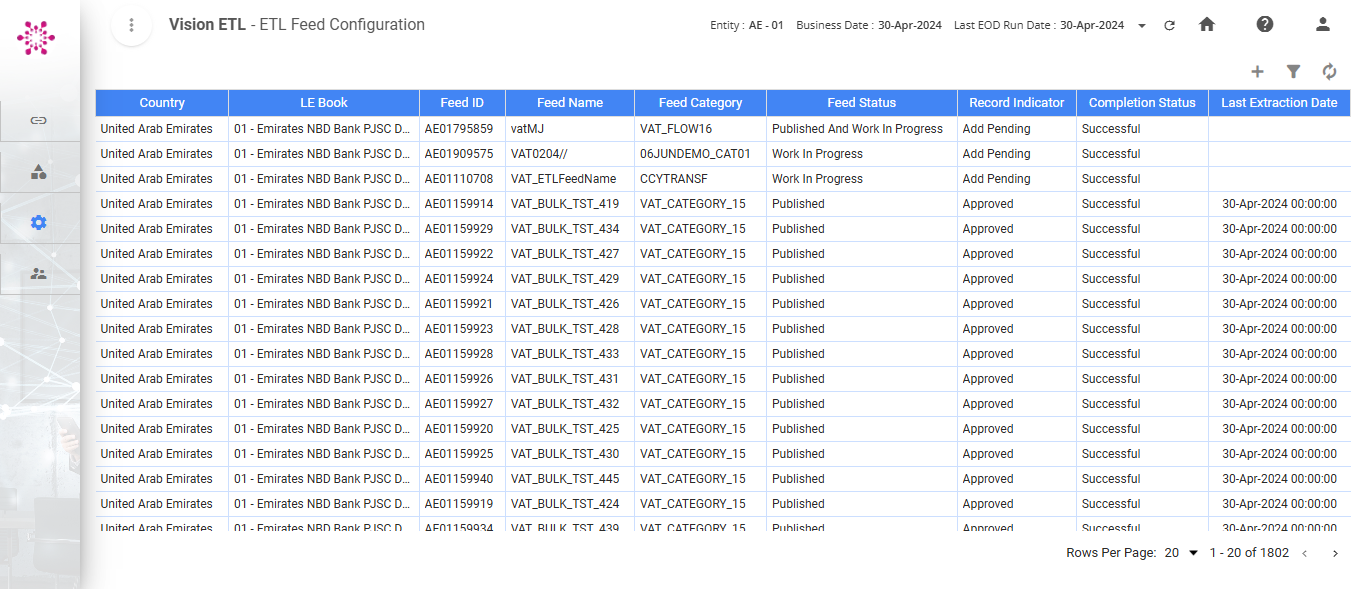 Vision ETL - ETL Feed Configuration
Entity : AE - 01 Business Date : 30-Apr-2024 Last EOD Run Date : 30-Apr-2024
Country LE Book Feed ID Feed Name Feed Category Feed Status Record Indicator Completion Status Last Extraction Date
United Arab Emirates 01 - Emirates NBD Bank PJSC D... AE01795859 vatMJ VAT_FLOW16 Published And Work In Progress Add Pending Successful
United Arab Emirates 01 - Emirates NBD Bank PJSC D... AE01909575 VAT0204// 06JUNDEMO_CAT01 Work In Progress Add Pending Successful
United Arab Emirates 01 - Emirates NBD Bank PJSC D... AE01110708 VAT_ETLFeedName CCYTRANSF Work In Progress Add Pending Successful
United Arab Emirates 01 - Emirates NBD Bank PJSC D... AE01159914 VAT_BULK_TST_419 VAT_CATEGORY_15 Published Approved Successful 30-Apr-2024 00:00:00
United Arab Emirates 01 - Emirates NBD Bank PJSC D... AE01159929 VAT_BULK_TST_434 VAT_CATEGORY_15 Published Approved Successful 30-Apr-2024 00:00:00
United Arab Emirates 01 - Emirates NBD Bank PJSC D... AE01159922 VAT_BULK_TST_427 VAT_CATEGORY_15 Published Approved Successful 30-Apr-2024 00:00:00
United Arab Emirates 01 - Emirates NBD Bank PJSC D... AE01159924 VAT_BULK_TST_429 VAT_CATEGORY_15 Published Approved Successful 30-Apr-2024 00:00:00
United Arab Emirates 01 - Emirates NBD Bank PJSC D... AE01159921 VAT_BULK_TST_426 VAT_CATEGORY_15 Published Approved Successful 30-Apr-2024 00:00:00
United Arab Emirates 01 - Emirates NBD Bank PJSC D... AE01159923 VAT_BULK_TST_428 VAT_CATEGORY_15 Published Approved Successful 30-Apr-2024 00:00:00
United Arab Emirates 01 - Emirates NBD Bank PJSC D... AE01159928 VAT_BULK_TST_433 VAT_CATEGORY_15 Published Approved Successful 30-Apr-2024 00:00:00
United Arab Emirates 01 - Emirates NBD Bank PJSC D... AE01159926 VAT_BULK_TST_431 VAT_CATEGORY_15 Published Approved Successful 30-Apr-2024 00:00:00
United Arab Emirates 01 - Emirates NBD Bank PJSC D... AE01159927 VAT_BULK_TST_432 VAT_CATEGORY_15 Published Approved Successful 30-Apr-2024 00:00:00
United Arab Emirates 01 - Emirates NBD Bank PJSC D... AE01159920 VAT_BULK_TST_425 VAT_CATEGORY_15 Published Approved Successful 30-Apr-2024 00:00:00
United Arab Emirates 01 - Emirates NBD Bank PJSC D... AE01159925 VAT_BULK_TST_430 VAT_CATEGORY_15 Published Approved Successful 30-Apr-2024 00:00:00
United Arab Emirates 01 - Emirates NBD Bank PJSC D... AE01159940 VAT_BULK_TST_445 VAT_CATEGORY_15 Published Approved Successful 30-Apr-2024 00:00:00
United Arab Emirates 01 - Emirates NBD Bank PJSC D... AE01159919 VAT_BULK_TST_424 VAT_CATEGORY_15 Published Approved Successful 30-Apr-2024 00:00:00
United Arab Emirates 01 - Emirates NBD Bank PJSC D... AE01159934 VAT_BULK_TST_439 VAT_CATEGORY_15 Published Approved Successful 30-Apr-2024 00:00:00
Rows Per Page: 20 1 - 20 of 1802